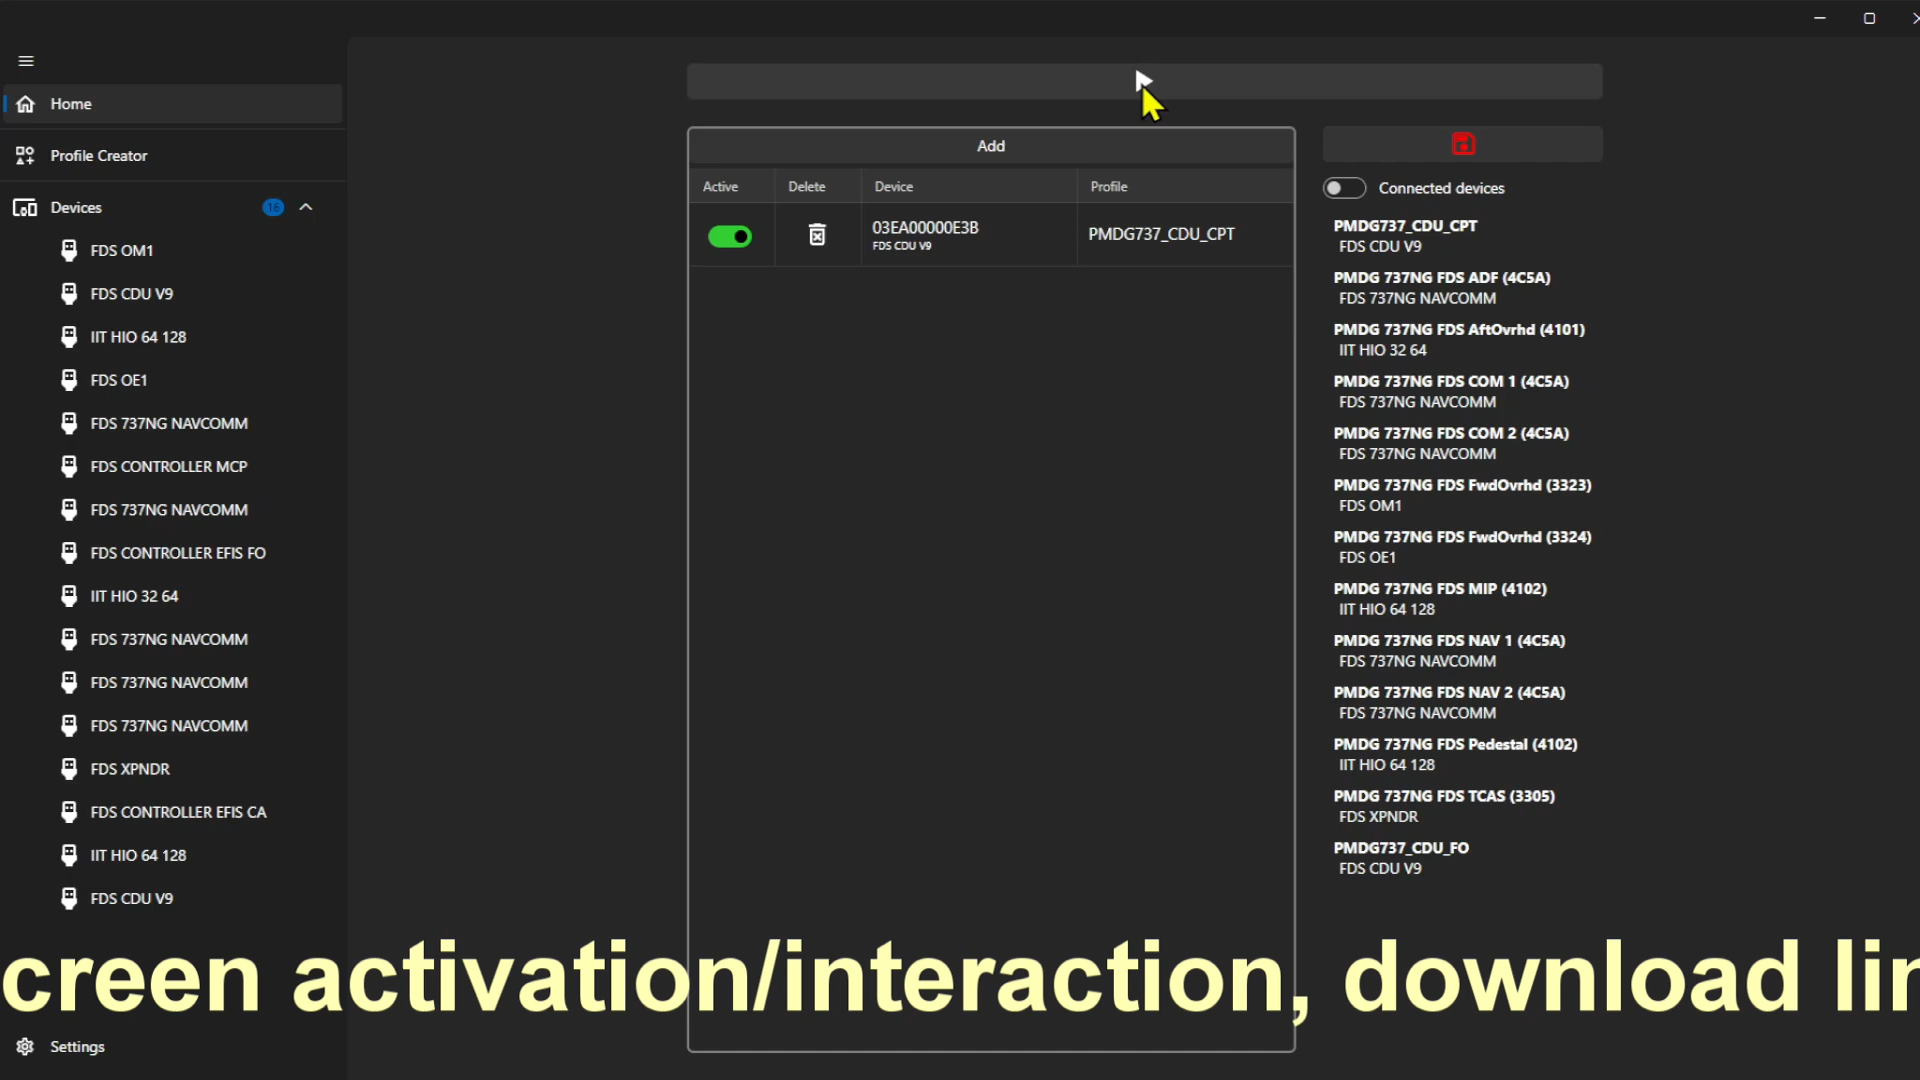 Home
Profile Creator
Devices 16
FDS OM1
FDS CDU V9
IIT HIO 64 128
FDS OE1
FDS 737NG NAVCOMM
FDS CONTROLLER MCP
FDS 737NG NAVCOMM
FDS CONTROLLER EFIS FO
IIT HIO 32 64
FDS 737NG NAVCOMM
FDS 737NG NAVCOMM
FDS 737NG NAVCOMM
FDS XPNDR
FDS CONTROLLER EFIS CA
IIT HIO 64 128
FDS CDU V9
Settings
Add
Active Delete Device Profile
03EA00000E3B PMDG737_CDU_CPT
FDS CDU V9
Connected devices
PMDG737_CDU_CPT
FDS CDU V9
PMDG 737NG FDS ADF (4C5A)
FDS 737NG NAVCOMM
PMDG 737NG FDS AftOvrhd (4101)
IIT HIO 32 64
PMDG 737NG FDS COM 1 (4C5A)
FDS 737NG NAVCOMM
PMDG 737NG FDS COM 2 (4C5A)
FDS 737NG NAVCOMM
PMDG 737NG FDS FwdOvrhd (3323)
FDS OM1
PMDG 737NG FDS FwdOvrhd (3324)
FDS OE1
PMDG 737NG FDS MIP (4102)
IIT HIO 64 128
PMDG 737NG FDS NAV 1 (4C5A)
FDS 737NG NAVCOMM
PMDG 737NG FDS NAV 2 (4C5A)
FDS 737NG NAVCOMM
PMDG 737NG FDS Pedestal (4102)
IIT HIO 64 128
PMDG 737NG FDS TCAS (3305)
FDS XPNDR
PMDG737_CDU_FO
FDS CDU V9
creen activation/interaction, download lin